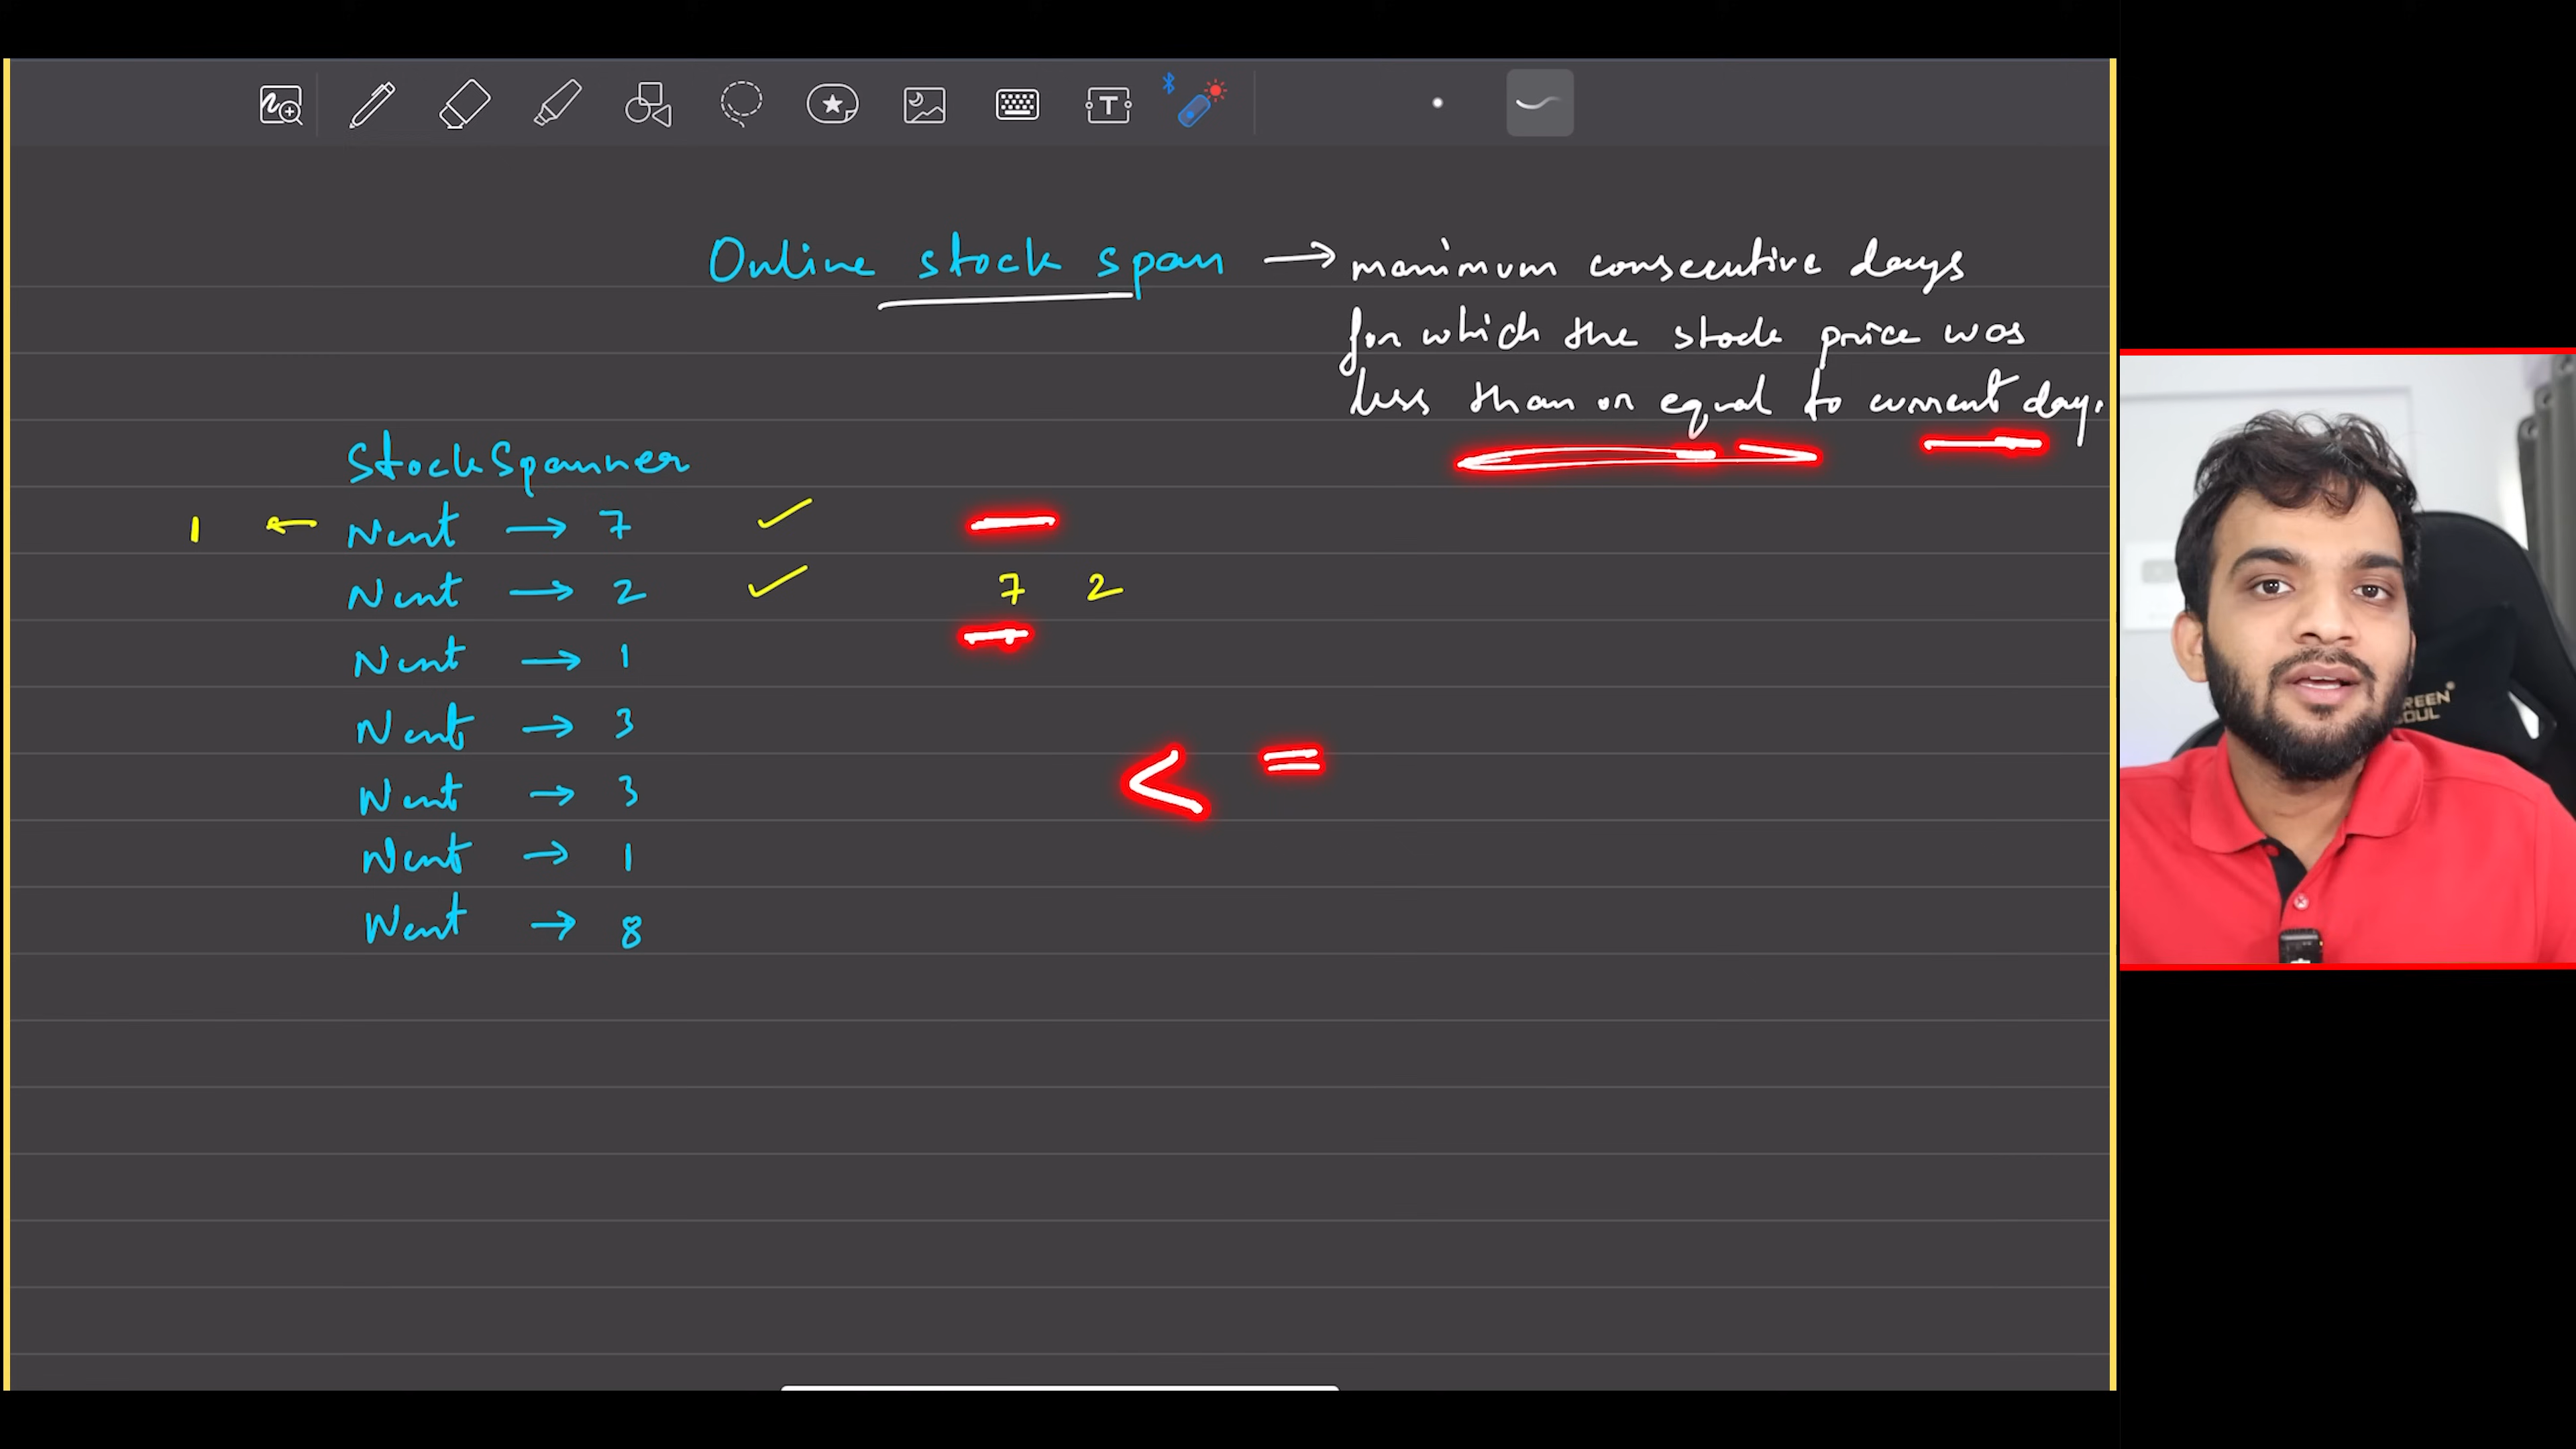 Online stock span → maximum consecutive days
for which the stock price was
less than or equal to current day.
StockSpanner
1 ← Next → 7 ✓
Next → 2 ✓ 7 2
Next → 1
Next → 3
< =
Next → 3
Next → 1
Next → 8
T